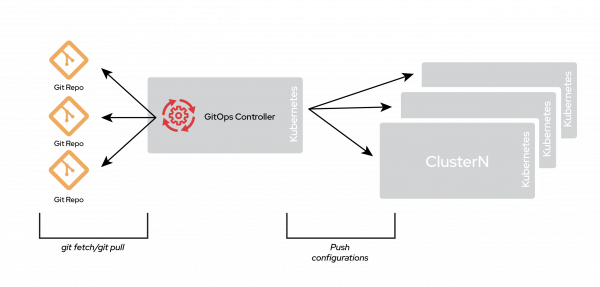 Git Repo
Git Repo
Git Repo
GitOps Controller
Kubernetes
Kubernetes
Kubernetes
ClusterN
Kubernetes
git fetch/git pull
Push
configurations